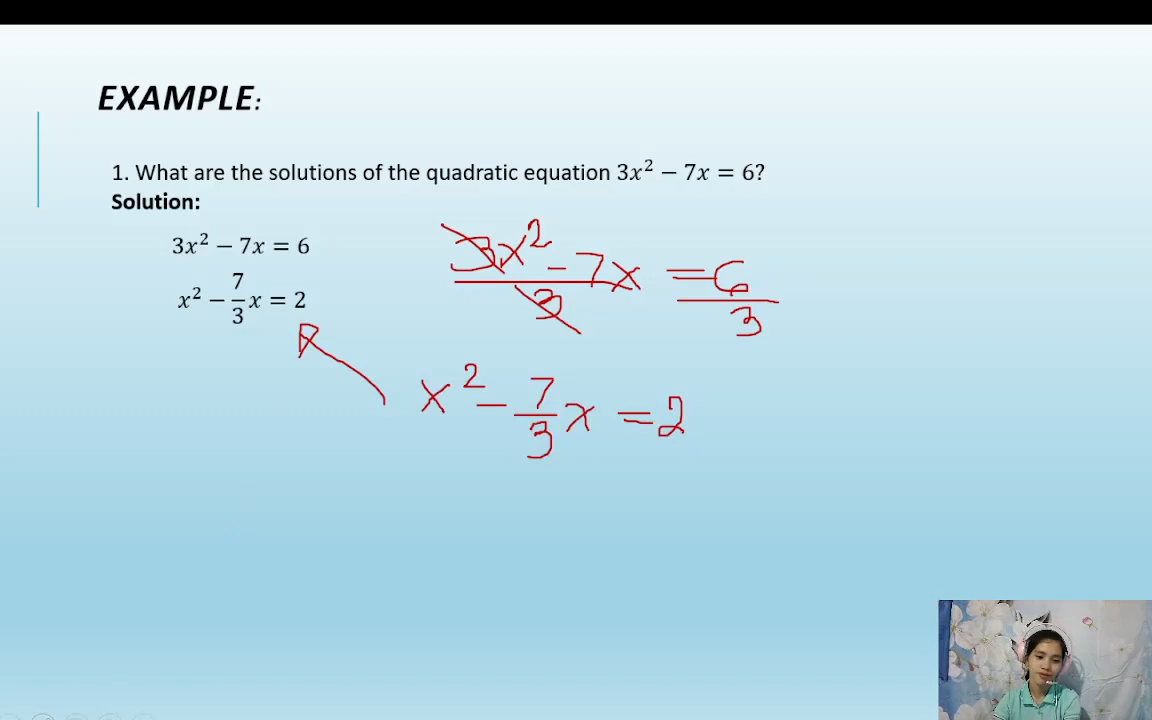 EXAMPLE:
1. What are the solutions of the quadratic equation 3x² − 7x = 6?
Solution:
3x² − 7x = 6
x² − 7/3 x = 2
3x² − 7x = 6
3 3
x² − 7/3 x = 2